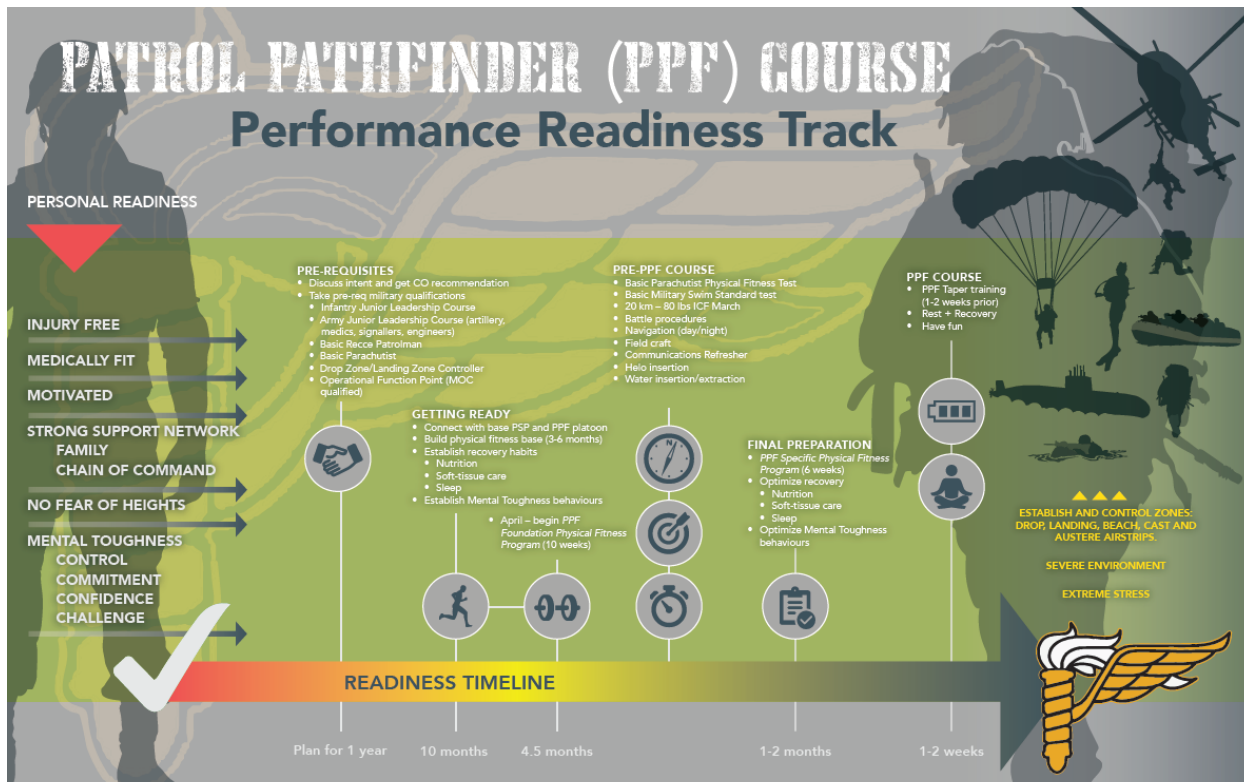 PATROL PATHFINDER (PPF) COURSE
Performance Readiness Track
PERSONAL READINESS
INJURY FREE
MEDICALLY FIT
MOTIVATED
STRONG SUPPORT NETWORK
FAMILY
CHAIN OF COMMAND
NO FEAR OF HEIGHTS
MENTAL TOUGHNESS
CONTROL
COMMITMENT
CONFIDENCE
CHALLENGE
PRE-REQUISITES
• Discuss intent and get CO recommendation
• Take pre-req military qualifications
• Infantry Junior Leadership Course
• Army Junior Leadership Course (artillery,
medics, signallers, engineers)
• Basic Recce Patrolman
• Basic Parachutist
• Drop Zone/Landing Zone Controller
• Operational Function Point (MOC
qualified)
GETTING READY
• Connect with base PSP and PPF platoon
• Build physical fitness base (3-6 months)
• Establish recovery habits
• Nutrition
• Soft-tissue care
• Sleep
• Establish Mental Toughness behaviours
• April – begin PPF
Foundation Physical Fitness
Program (10 weeks)
PRE-PPF COURSE
• Basic Parachutist Physical Fitness Test
• Basic Military Swim Standard test
• 20 km – 80 lbs ICF March
• Battle procedures
• Navigation (day/night)
• Field craft
• Communications Refresher
• Helo insertion
• Water insertion/extraction
N
FINAL PREPARATION
• PPF Specific Physical Fitness
Program (6 weeks)
• Optimize recovery
• Nutrition
• Soft-tissue care
• Sleep
• Optimize Mental Toughness
behaviours
PPF COURSE
• PPF Taper training
(1-2 weeks prior)
• Rest + Recovery
• Have fun
ESTABLISH AND CONTROL ZONES:
DROP, LANDING, BEACH, CAST AND
AUSTERE AIRSTRIPS.
SEVERE ENVIRONMENT
EXTREME STRESS
READINESS TIMELINE
Plan for 1 year
10 months
4.5 months
1-2 months
1-2 weeks